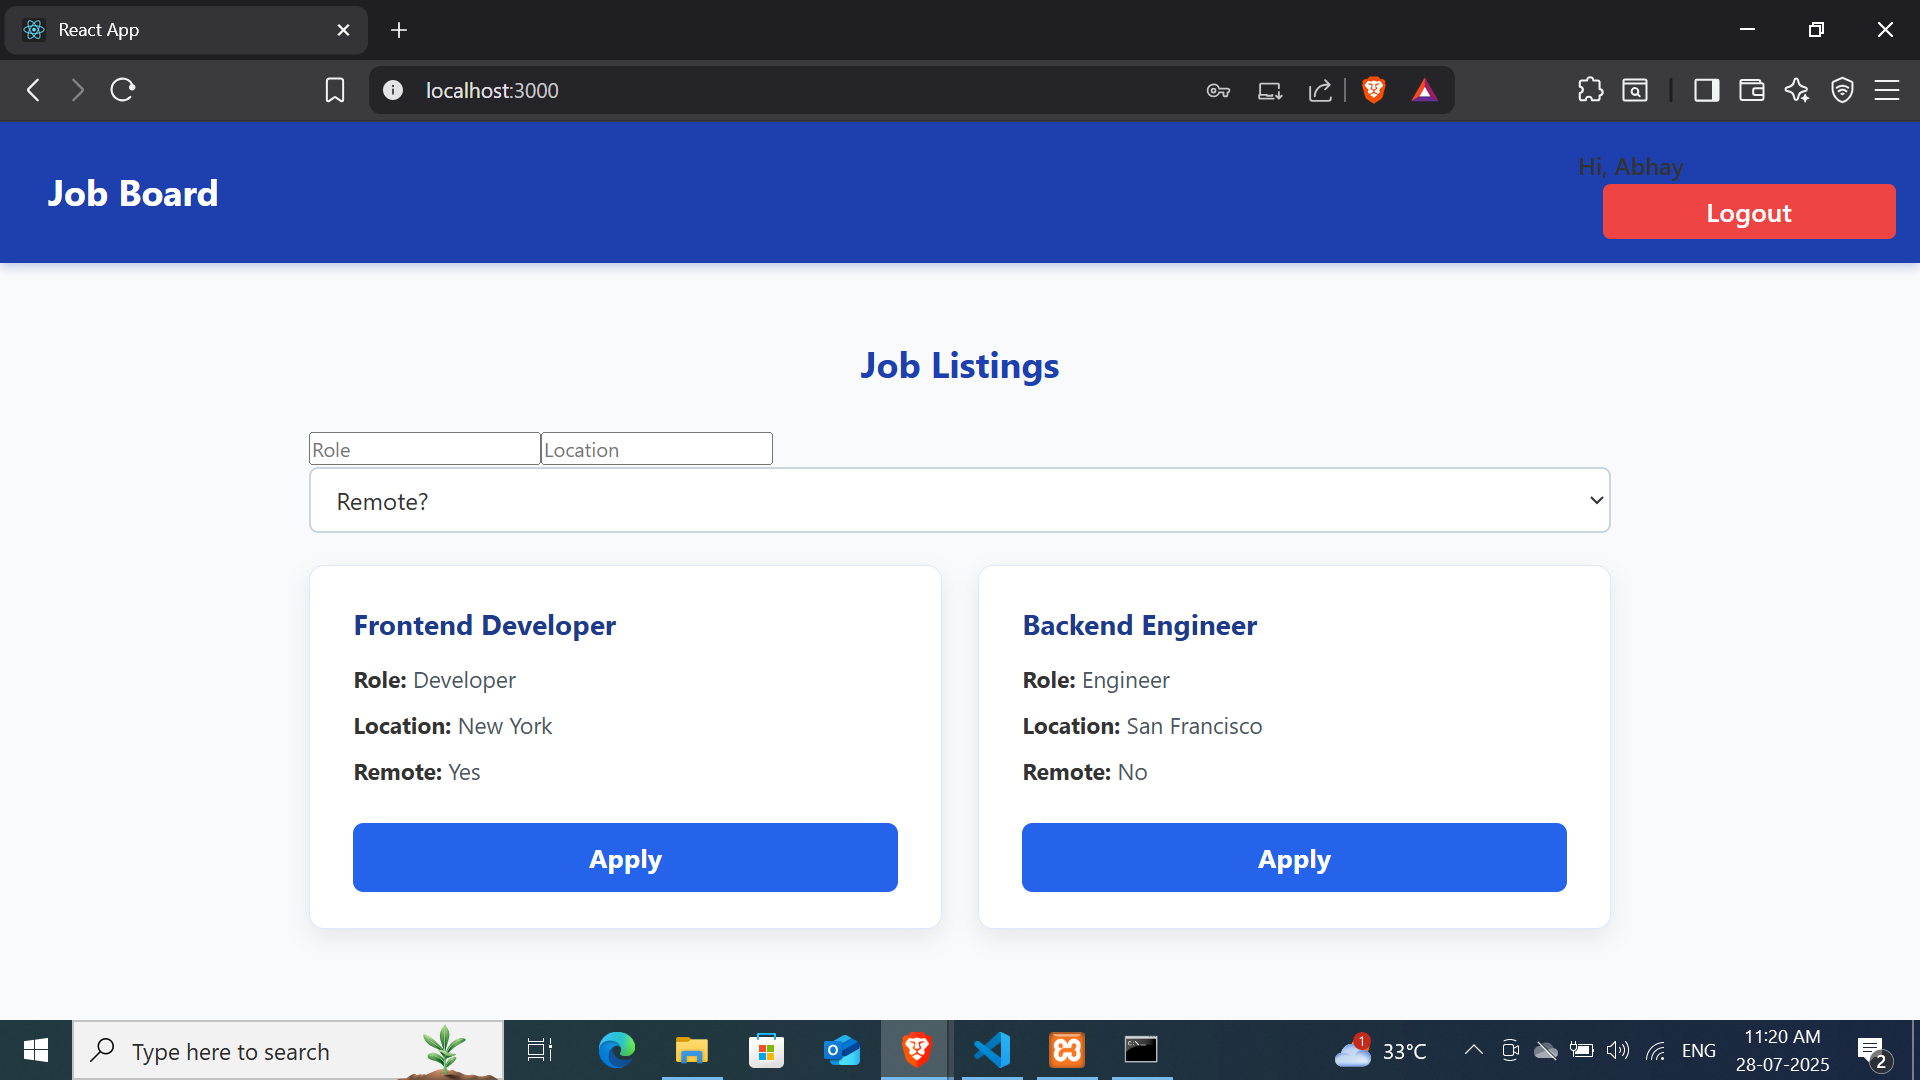 React App
localhost:3000
Job Board
Hi, Abhay
Logout
Job Listings
Role
Location
Remote?
Frontend Developer
Role: Developer
Location: New York
Remote: Yes
Apply
Backend Engineer
Role: Engineer
Location: San Francisco
Remote: No
Apply
Type here to search
1
33°C
ENG
11:20 AM
28-07-2025
2